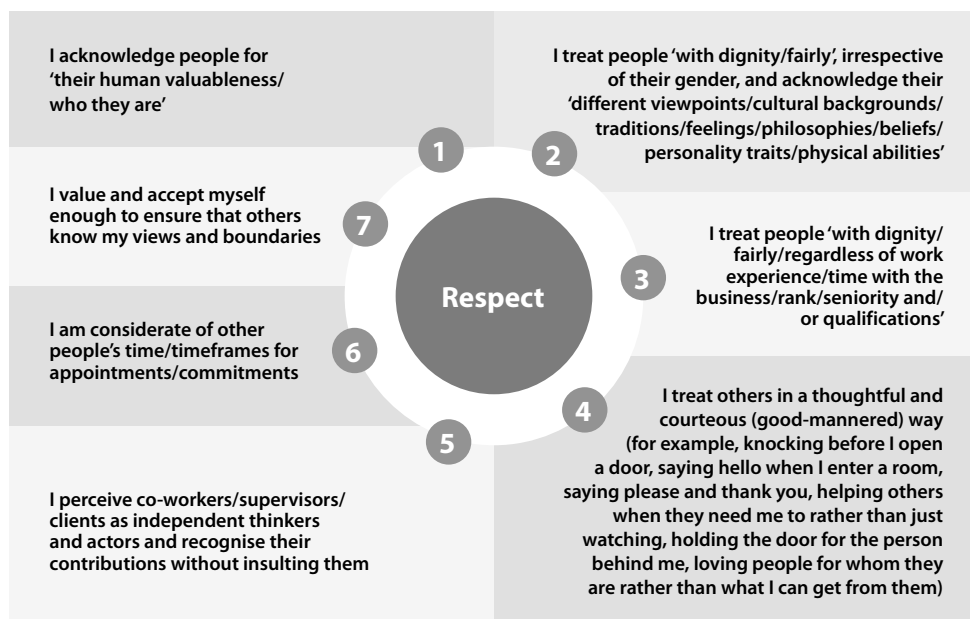 I acknowledge people for
‘their human valuableness/
who they are’
1
I treat people ‘with dignity/fairly’, irrespective
of their gender, and acknowledge their
‘different viewpoints/cultural backgrounds/
traditions/feelings/philosophies/beliefs/
personality traits/physical abilities’
2
I treat people ‘with dignity/
fairly/regardless of work
experience/time with the
business/rank/seniority and/
or qualifications’
3
I treat others in a thoughtful and
courteous (good-mannered) way
(for example, knocking before I open
a door, saying hello when I enter a room,
saying please and thank you, helping others
when they need me to rather than just
watching, holding the door for the person
behind me, loving people for whom they
are rather than what I can get from them)
4
I perceive co-workers/supervisors/
clients as independent thinkers
and actors and recognise their
contributions without insulting them
5
I am considerate of other
people’s time/timeframes for
appointments/commitments
6
I value and accept myself
enough to ensure that others
know my views and boundaries
7
Respect